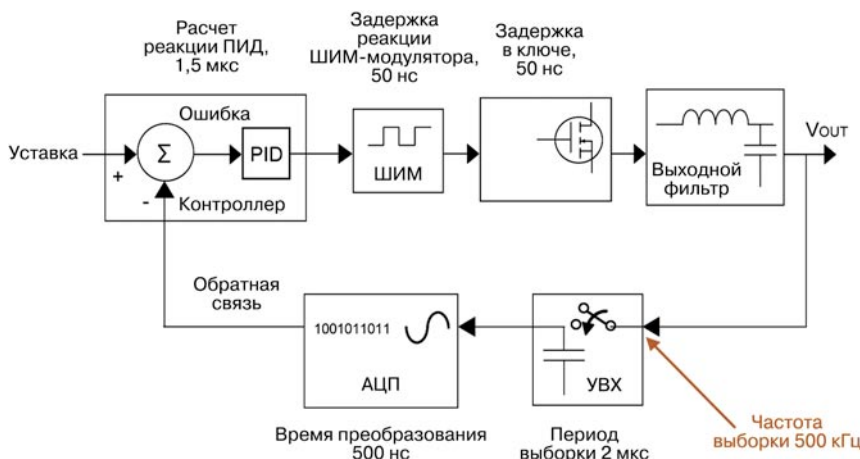 Расчет
реакции ПИД,
1,5 мкс
Задержка
реакции
ШИМ-модулятора,
50 нс
Задержка
в ключе,
50 нс
Уставка
+
-
Σ
Ошибка
PID
Контроллер
ШИМ
Выходной
фильтр
VOUT
Обратная
связь
1001011011
АЦП
УВХ
Время преобразования
500 нс
Период
выборки 2 мкс
Частота
выборки 500 кГц